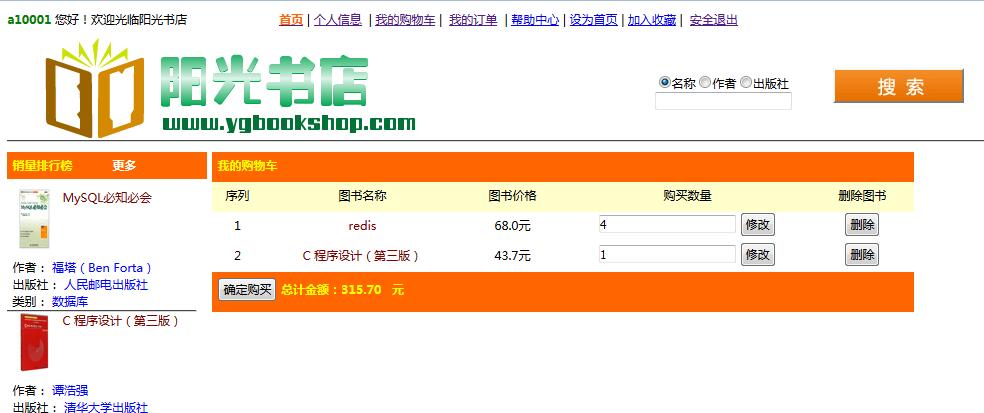 a10001 您好！欢迎光临阳光书店
首页 | 个人信息 | 我的购物车 | 我的订单 | 帮助中心 | 设为首页 | 加入收藏 | 安全退出
阳光书店
www.ygbookshop.com
名称 作者 出版社
搜 索
销量排行榜 更多
MySQL必知必会
作者： 福塔（Ben Forta）
出版社： 人民邮电出版社
类别： 数据库
C 程序设计（第三版）
作者： 谭浩强
出版社： 清华大学出版社
我的购物车
序列 图书名称 图书价格 购买数量 删除图书
1 redis 68.0元 4 修改 删除
2 C 程序设计（第三版） 43.7元 1 修改 删除
确定购买 总计金额：315.70 元